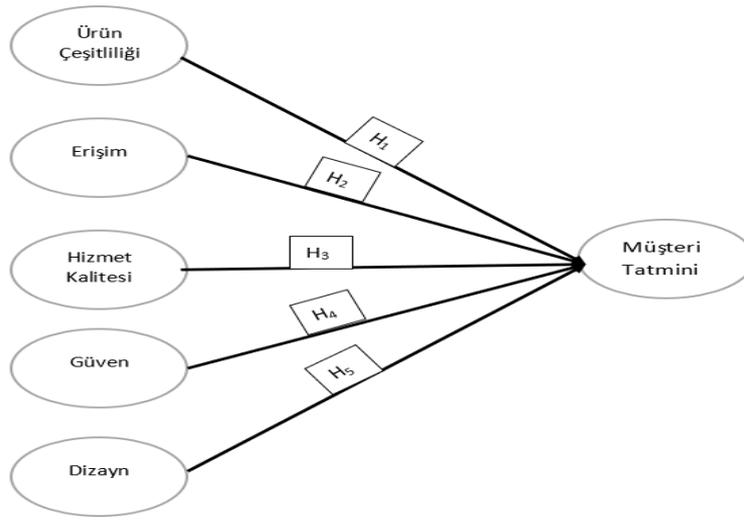 Ürün
Çeşitliliği
H1
Erişim
H2
Hizmet
Kalitesi
H3
Müşteri
Tatmini
H4
Güven
H5
Dizayn